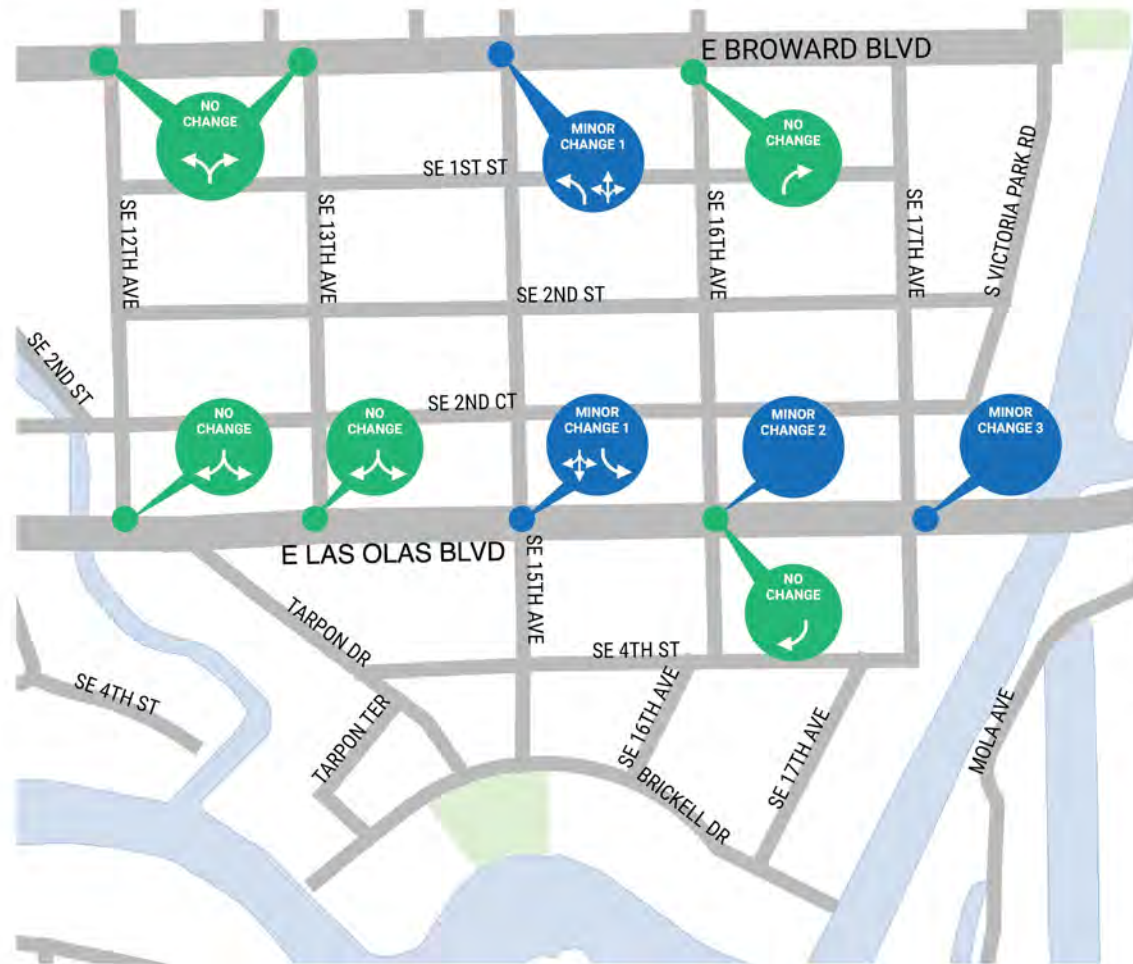 E BROWARD BLVD
NO
CHANGE
MINOR
CHANGE 1
NO
CHANGE
SE 1ST ST
SE 12TH AVE
SE 13TH AVE
SE 16TH AVE
SE 17TH AVE
S VICTORIA PARK RD
SE 2ND ST
SE 2ND ST
SE 2ND CT
NO
CHANGE
NO
CHANGE
MINOR
CHANGE 1
MINOR
CHANGE 2
MINOR
CHANGE 3
E LAS OLAS BLVD
SE 15TH AVE
NO
CHANGE
TARPON DR
SE 4TH ST
SE 4TH ST
TARPON TER
SE 16TH AVE
SE 17TH AVE
MOLA AVE
BRICKELL DR